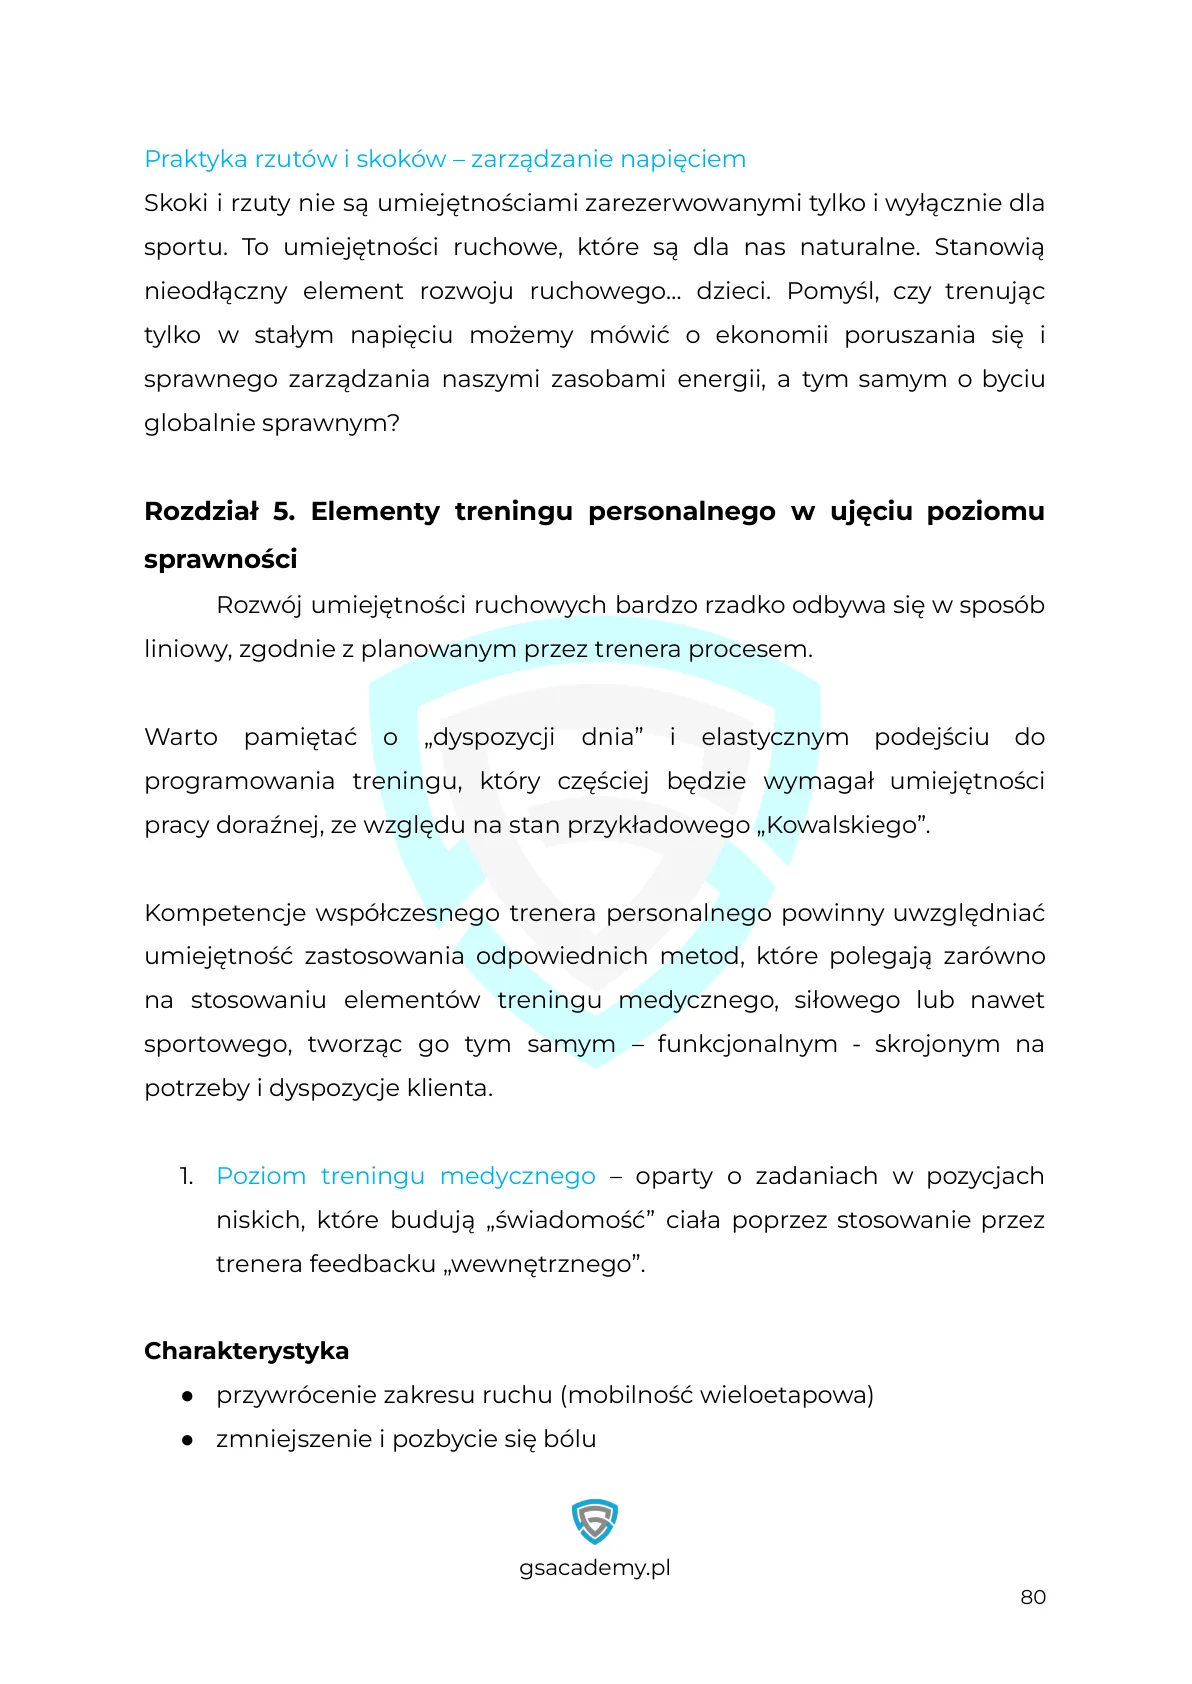 Praktyka rzutów i skoków – zarządzanie napięciem
Skoki i rzuty nie są umiejętnościami zarezerwowanymi tylko i wyłącznie dla
sportu. To umiejętności ruchowe, które są dla nas naturalne. Stanowią
nieodłączny element rozwoju ruchowego... dzieci. Pomyśl, czy trenując
tylko w stałym napięciu możemy mówić o ekonomii poruszania się i
sprawnego zarządzania naszymi zasobami energii, a tym samym o byciu
globalnie sprawnym?
Rozdział 5. Elementy treningu personalnego w ujęciu poziomu
sprawności
Rozwój umiejętności ruchowych bardzo rzadko odbywa się w sposób
liniowy, zgodnie z planowanym przez trenera procesem.
Warto pamiętać o „dyspozycji dnia” i elastycznym podejściu do
programowania treningu, który częściej będzie wymagał umiejętności
pracy doraźnej, ze względu na stan przykładowego „Kowalskiego”.
Kompetencje współczesnego trenera personalnego powinny uwzględniać
umiejętność zastosowania odpowiednich metod, które polegają zarówno
na stosowaniu elementów treningu medycznego, siłowego lub nawet
sportowego, tworząc go tym samym – funkcjonalnym - skrojonym na
potrzeby i dyspozycje klienta.
1. Poziom treningu medycznego – oparty o zadaniach w pozycjach
niskich, które budują „świadomość” ciała poprzez stosowanie przez
trenera feedbacku „wewnętrznego”.
Charakterystyka
● przywrócenie zakresu ruchu (mobilność wieloetapowa)
● zmniejszenie i pozbycie się bólu
gsacademy.pl
80